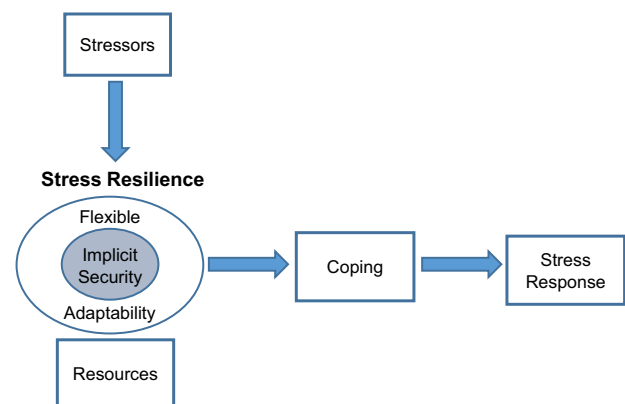 Stressors
Stress Resilience
Flexible
Implicit
Security
Adaptability
Resources
Coping
Stress
Response